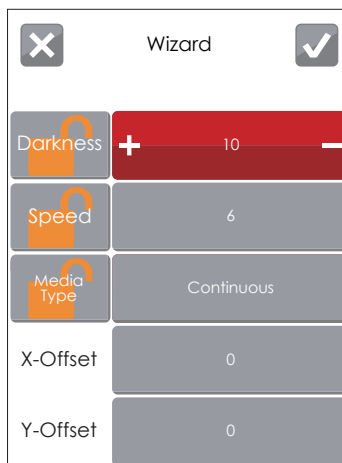 Wizard
Darkness
+ 10 −
Speed
6
Media
Type
Continuous
X-Offset
0
Y-Offset
0